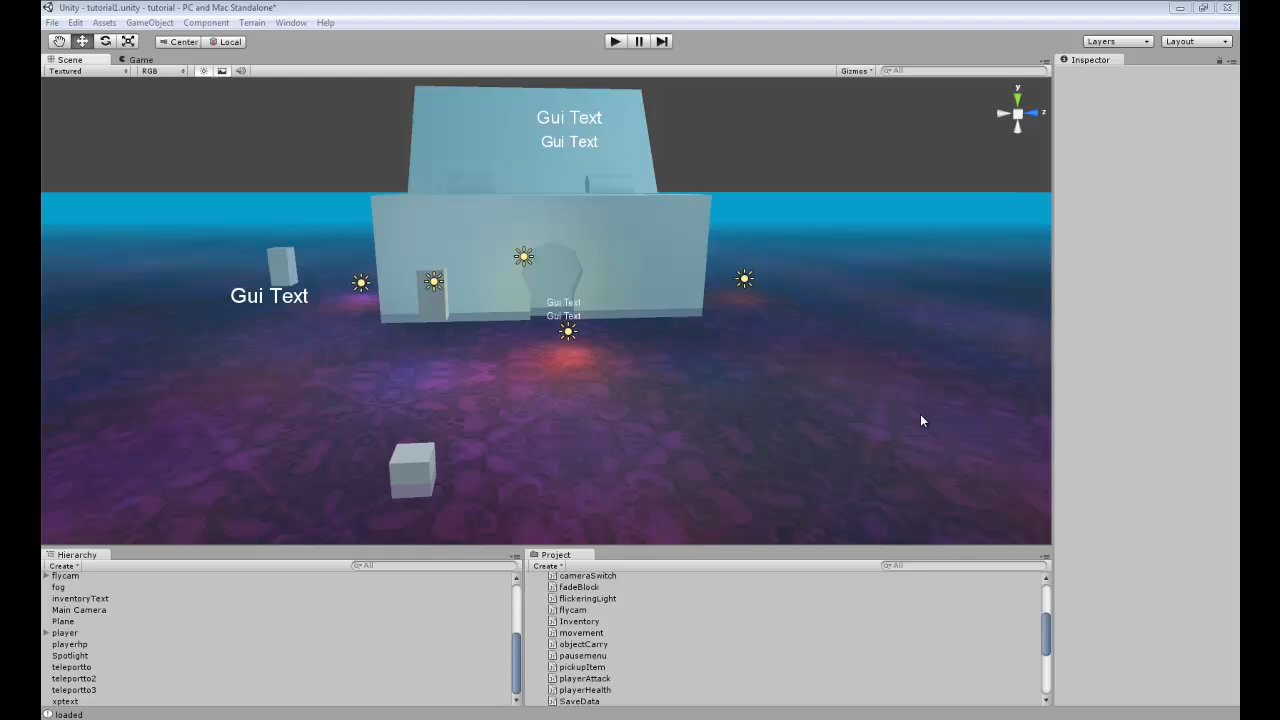 Unity - tutorial1.unity - tutorial - PC and Mac Standalone*
File Edit Assets GameObject Component Terrain Window Help
Center Local Layers Layout
Scene Game Inspector
Textured RGB Gizmos All
y
z
Gui Text
Gui Text
Gui Text
Gui Text
Gui Text
Hierarchy
Create All
flycam
fog
inventoryText
Main Camera
Plane
player
playerhp
Spotlight
teleportto
teleportto2
teleportto3
xptext
Project
Create All
cameraSwitch
fadeBlock
flickeringLight
flycam
Inventory
movement
objectCarry
pausemenu
pickupItem
playerAttack
playerHealth
SaveData
loaded